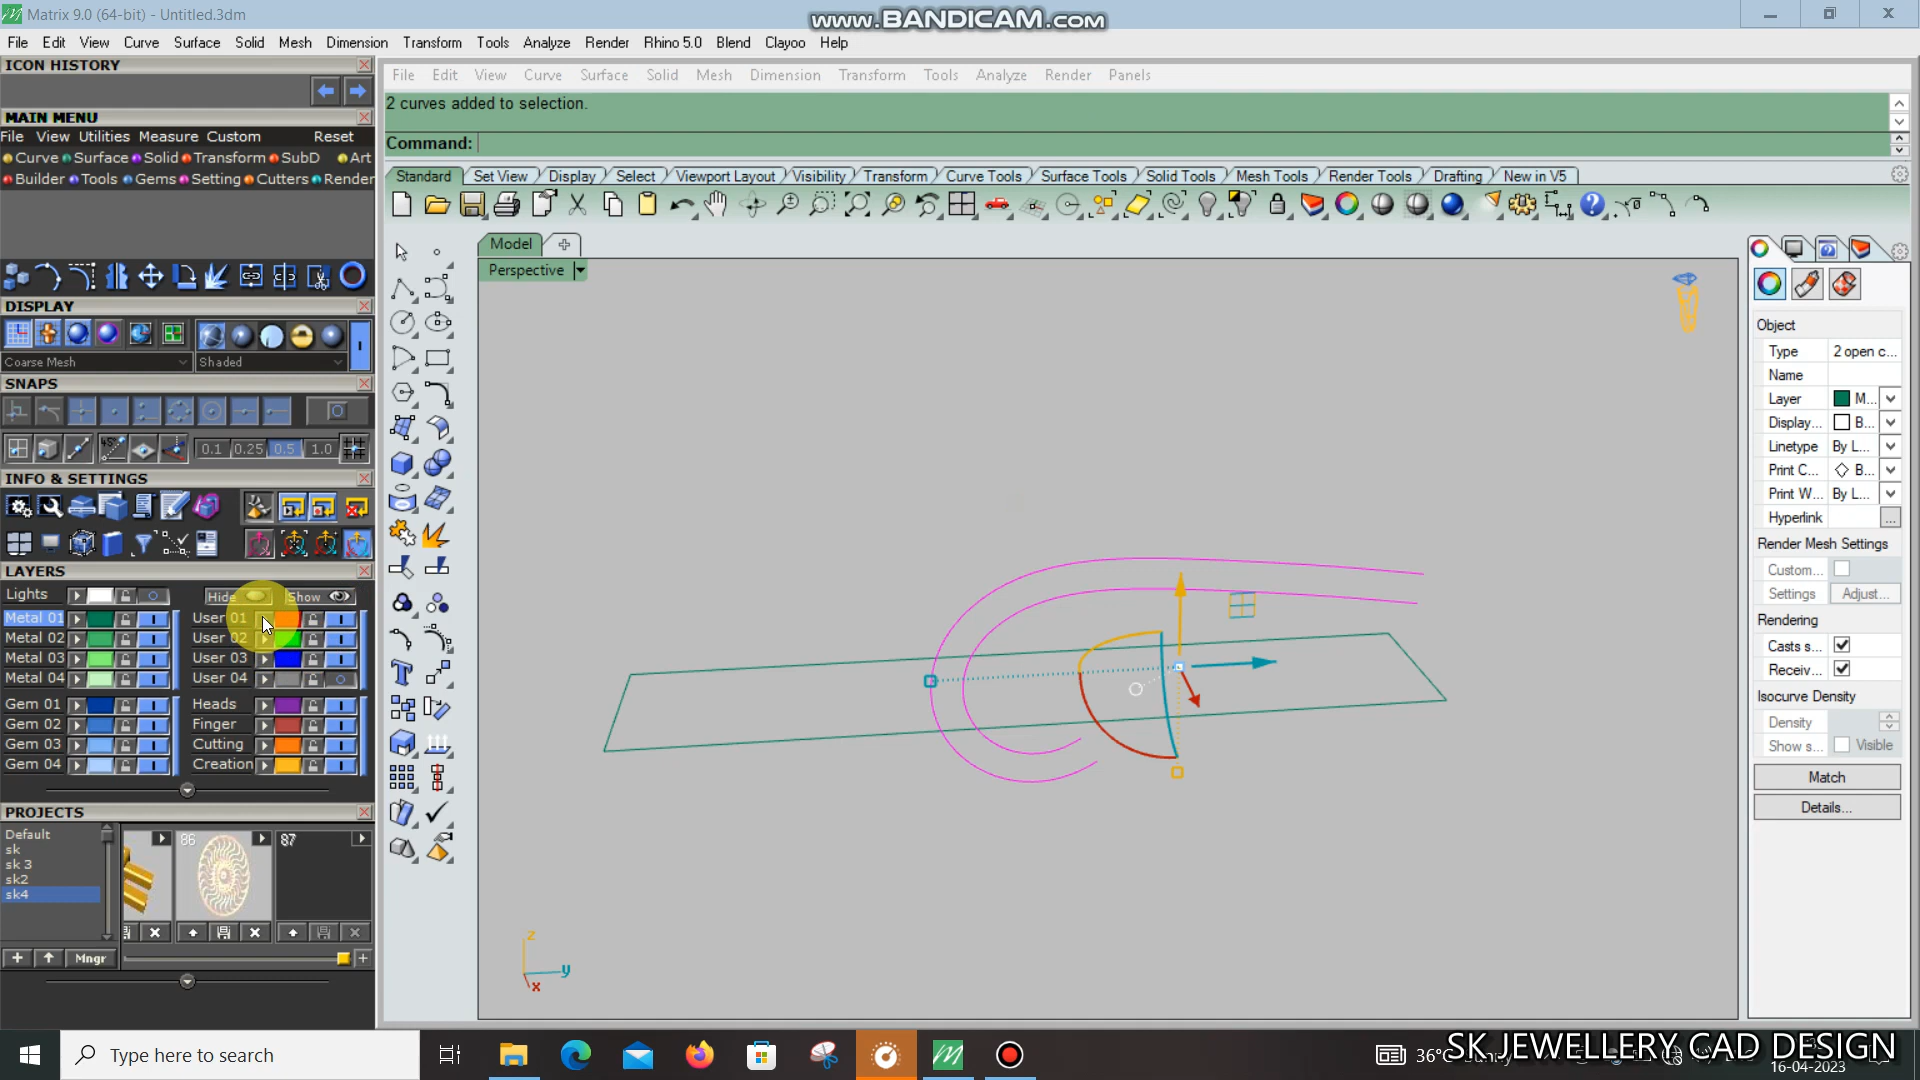 Matrix 9.0 (64-bit) - Untitled.3dm
www.BANDICAM.com
File Edit View Curve Surface Solid Mesh Dimension Transform Tools Analyze Render Rhino 5.0 Blend Clayoo Help
ICON HISTORY
MAIN MENU
File View Utilities Measure Custom Reset
Curve Surface Solid Transform SubD Art
Builder Tools Gems Setting Cutters Render
DISPLAY
Coarse Mesh Shaded
SNAPS
0.1 0.25 0.5 1.0
INFO & SETTINGS
LAYERS
Lights Hide Show
Metal 01 User 01
Metal 02 User 02
Metal 03 User 03
Metal 04 User 04
Gem 01 Heads
Gem 02 Finger
Gem 03 Cutting
Gem 04 Creation
PROJECTS
Default
sk
sk 3
sk2
sk4
86 87
Mngr
File Edit View Curve Surface Solid Mesh Dimension Transform Tools Analyze Render Panels
2 curves added to selection.
Command:
Standard Set View Display Select Viewport Layout Visibility Transform Curve Tools Surface Tools Solid Tools Mesh Tools Render Tools Drafting New in V5
Model
Perspective
z
y
x
Object
Type 2 open c...
Name
Layer M...
Display... B...
Linetype By L...
Print C... B...
Print W... By L...
Hyperlink ...
Render Mesh Settings
Custom...
Settings Adjust...
Rendering
Casts s...
Receiv...
Isocurve Density
Density
Show s... Visible
Match
Details...
Type here to search
36°C
SK JEWELLERY CAD DESIGN
16-04-2023